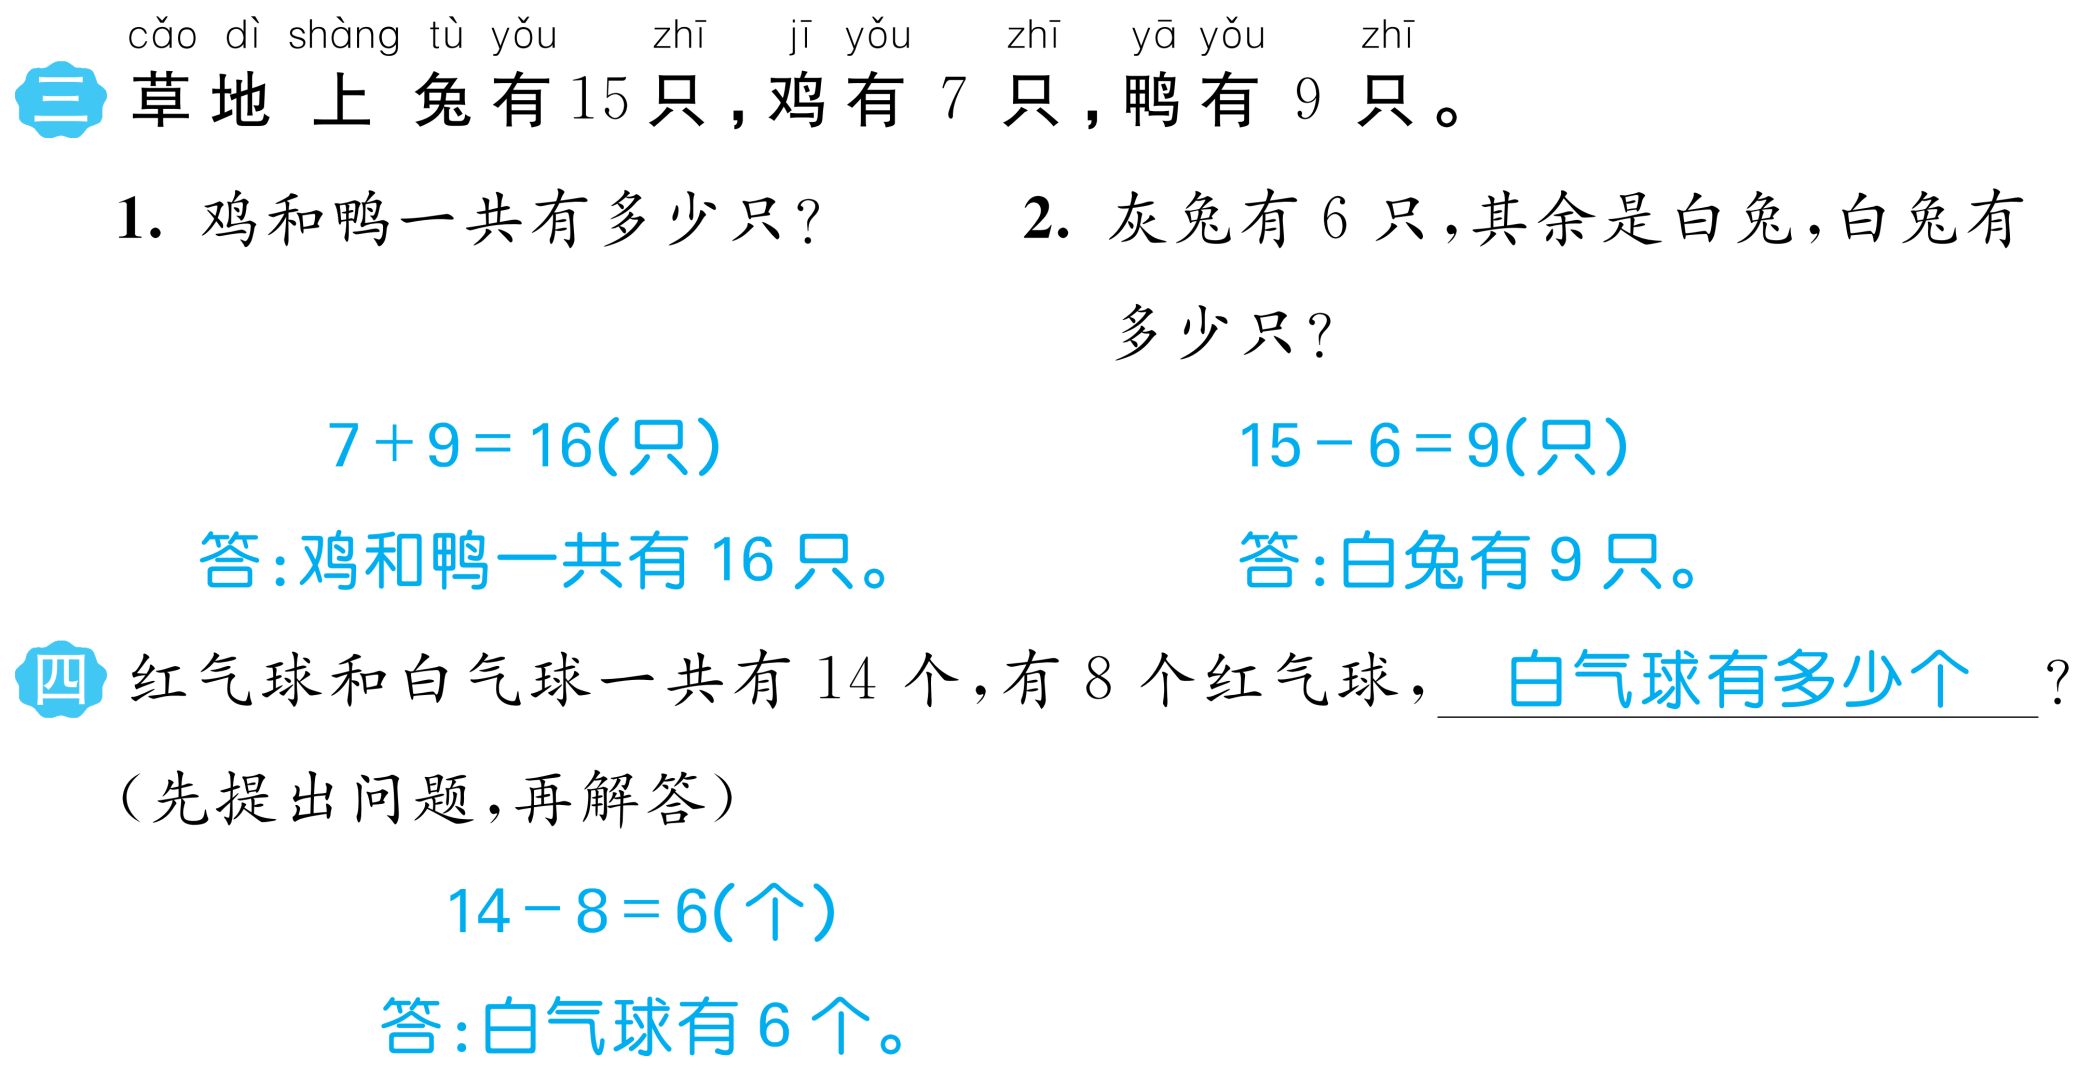 cǎo dì shàng tù yǒu zhī jī yǒu zhī yā yǒu zhī
三 草地上兔有15只,鸡有7只,鸭有9只。
1. 鸡和鸭一共有多少只?
2. 灰兔有6只,其余是白兔,白兔有
多少只?
7+9=16(只)
15-6=9(只)
答:鸡和鸭一共有16只。
答:白兔有9只。
四 红气球和白气球一共有14个,有8个红气球,白气球有多少个?
(先提出问题,再解答)
14-8=6(个)
答:白气球有6个。